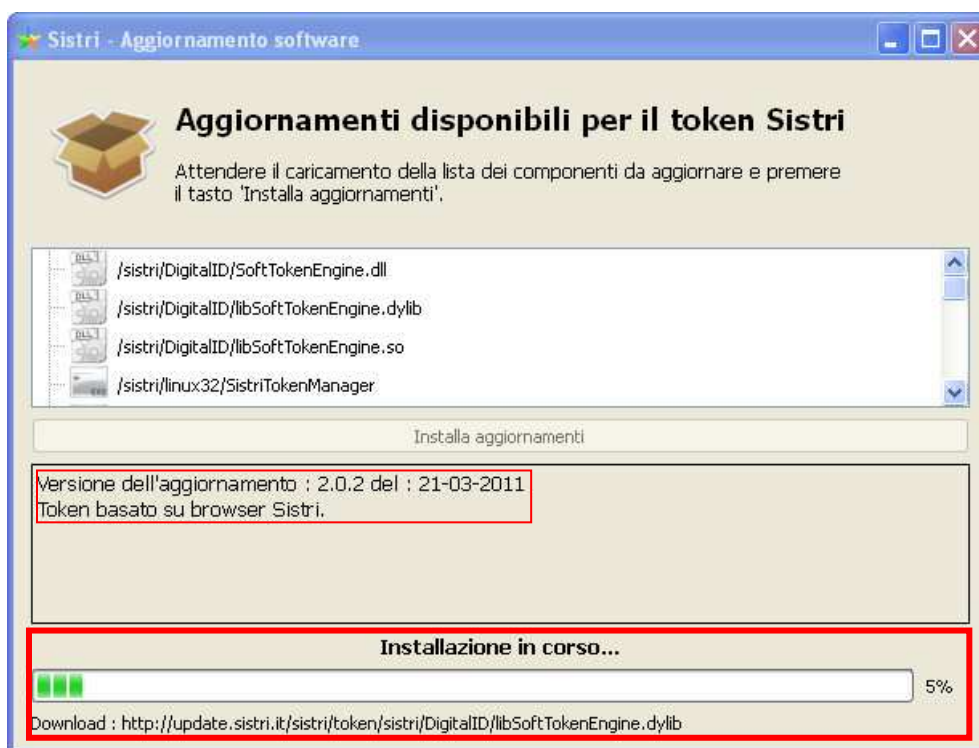 Sistri - Aggiornamento software
Aggiornamenti disponibili per il token Sistri
Attendere il caricamento della lista dei componenti da aggiornare e premere
il tasto 'Installa aggiornamenti'.
/sistri/DigitalID/SoftTokenEngine.dll
/sistri/DigitalID/libSoftTokenEngine.dylib
/sistri/DigitalID/libSoftTokenEngine.so
/sistri/linux32/SistriTokenManager
Installa aggiornamenti
Versione dell'aggiornamento : 2.0.2 del : 21-03-2011
Token basato su browser Sistri.
Installazione in corso...
5%
Download : http://update.sistri.it/sistri/token/sistri/DigitalID/libSoftTokenEngine.dylib